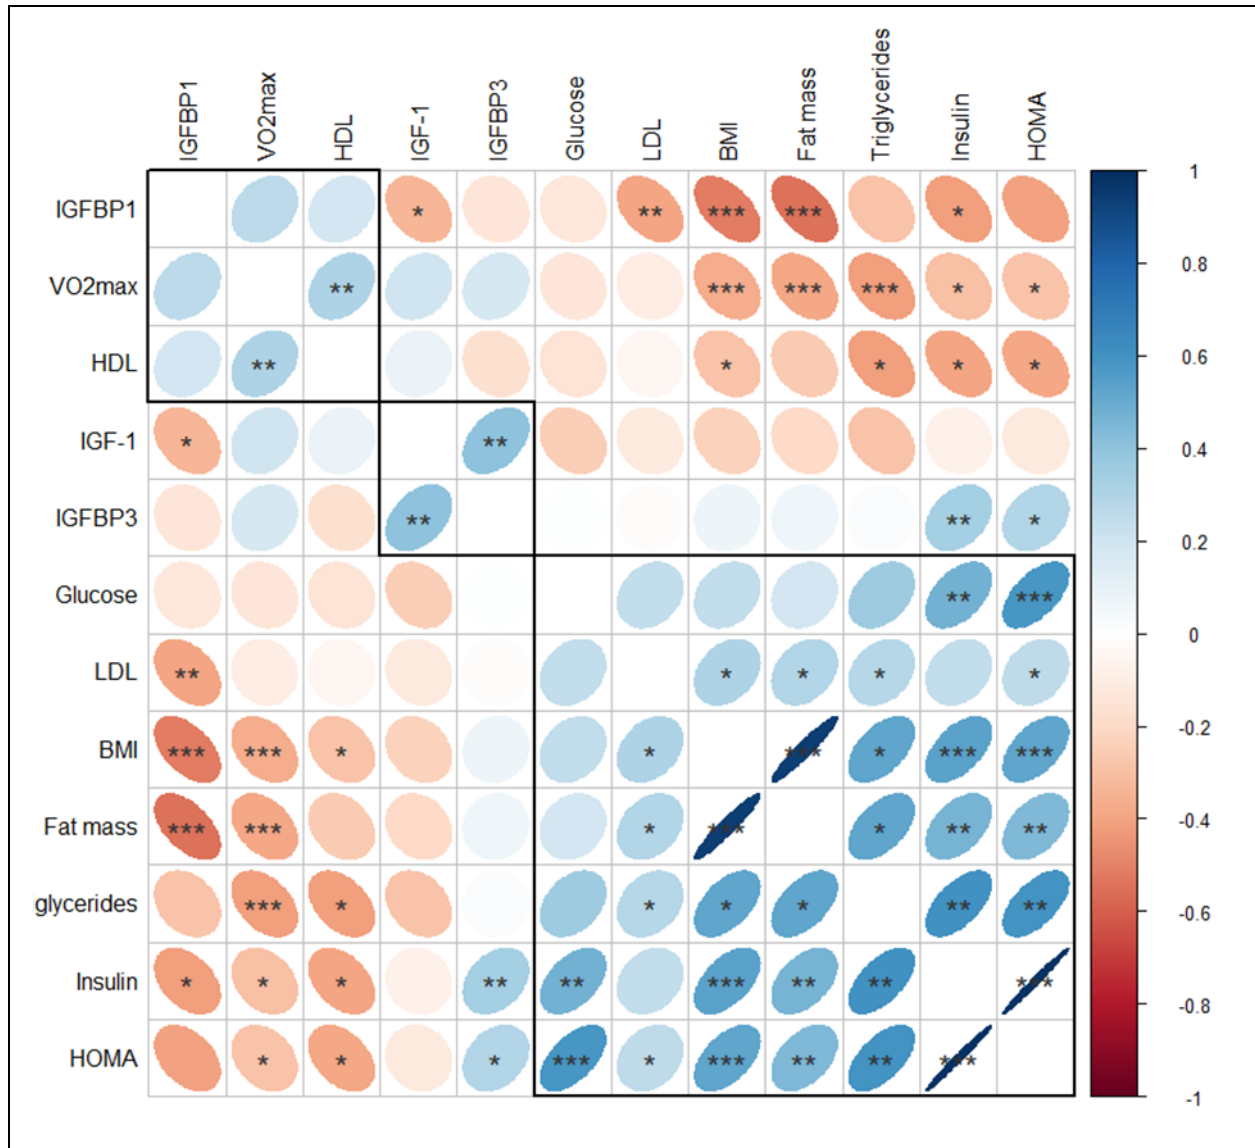 IGFBP1 VO2max HDL IGF-1 IGFBP3 Glucose LDL BMI Fat mass Triglycerides Insulin HOMA
1
IGFBP1 * ** *** *** *
0.8
VO2max ** *** *** *** * *
0.6
HDL ** * * * *
0.4
IGF-1 * **
IGFBP3 ** ** *
0.2
Glucose ** ***
0
LDL ** * * * *
-0.2
BMI *** *** * * *** * *** ***
Fat mass *** *** * *** * ** **
-0.4
glycerides *** * * * * ** **
-0.6
Insulin * * * ** ** *** ** ** ***
-0.8
HOMA * * * *** * *** ** ** ***
-1